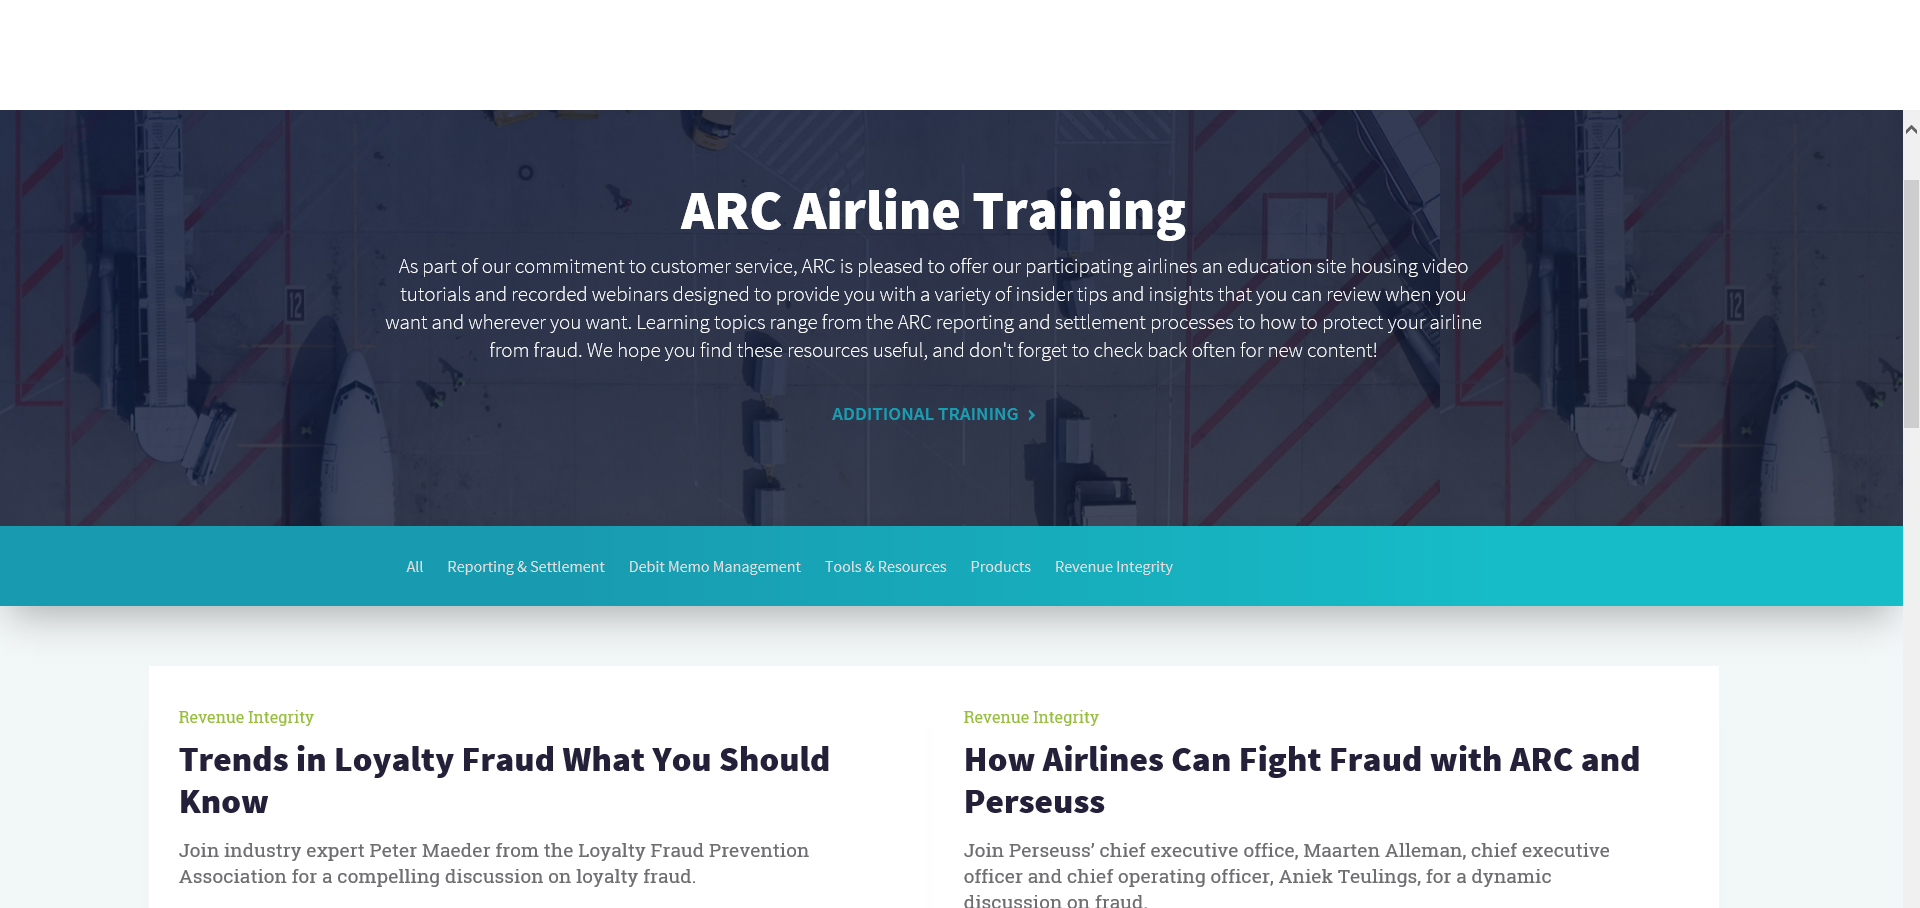 ARC Airline Training
As part of our commitment to customer service, ARC is pleased to offer our participating airlines an education site housing video
tutorials and recorded webinars designed to provide you with a variety of insider tips and insights that you can review when you
want and wherever you want. Learning topics range from the ARC reporting and settlement processes to how to protect your airline
from fraud. We hope you find these resources useful, and don't forget to check back often for new content!
12
12
ADDITIONAL TRAINING
All Reporting & Settlement Debit Memo Management Tools & Resources Products Revenue Integrity
Revenue Integrity
Trends in Loyalty Fraud What You Should
Know
Join industry expert Peter Maeder from the Loyalty Fraud Prevention
Association for a compelling discussion on loyalty fraud.
Revenue Integrity
How Airlines Can Fight Fraud with ARC and
Perseuss
Join Perseuss’ chief executive office, Maarten Alleman, chief executive
officer and chief operating officer, Aniek Teulings, for a dynamic
discussion on fraud.